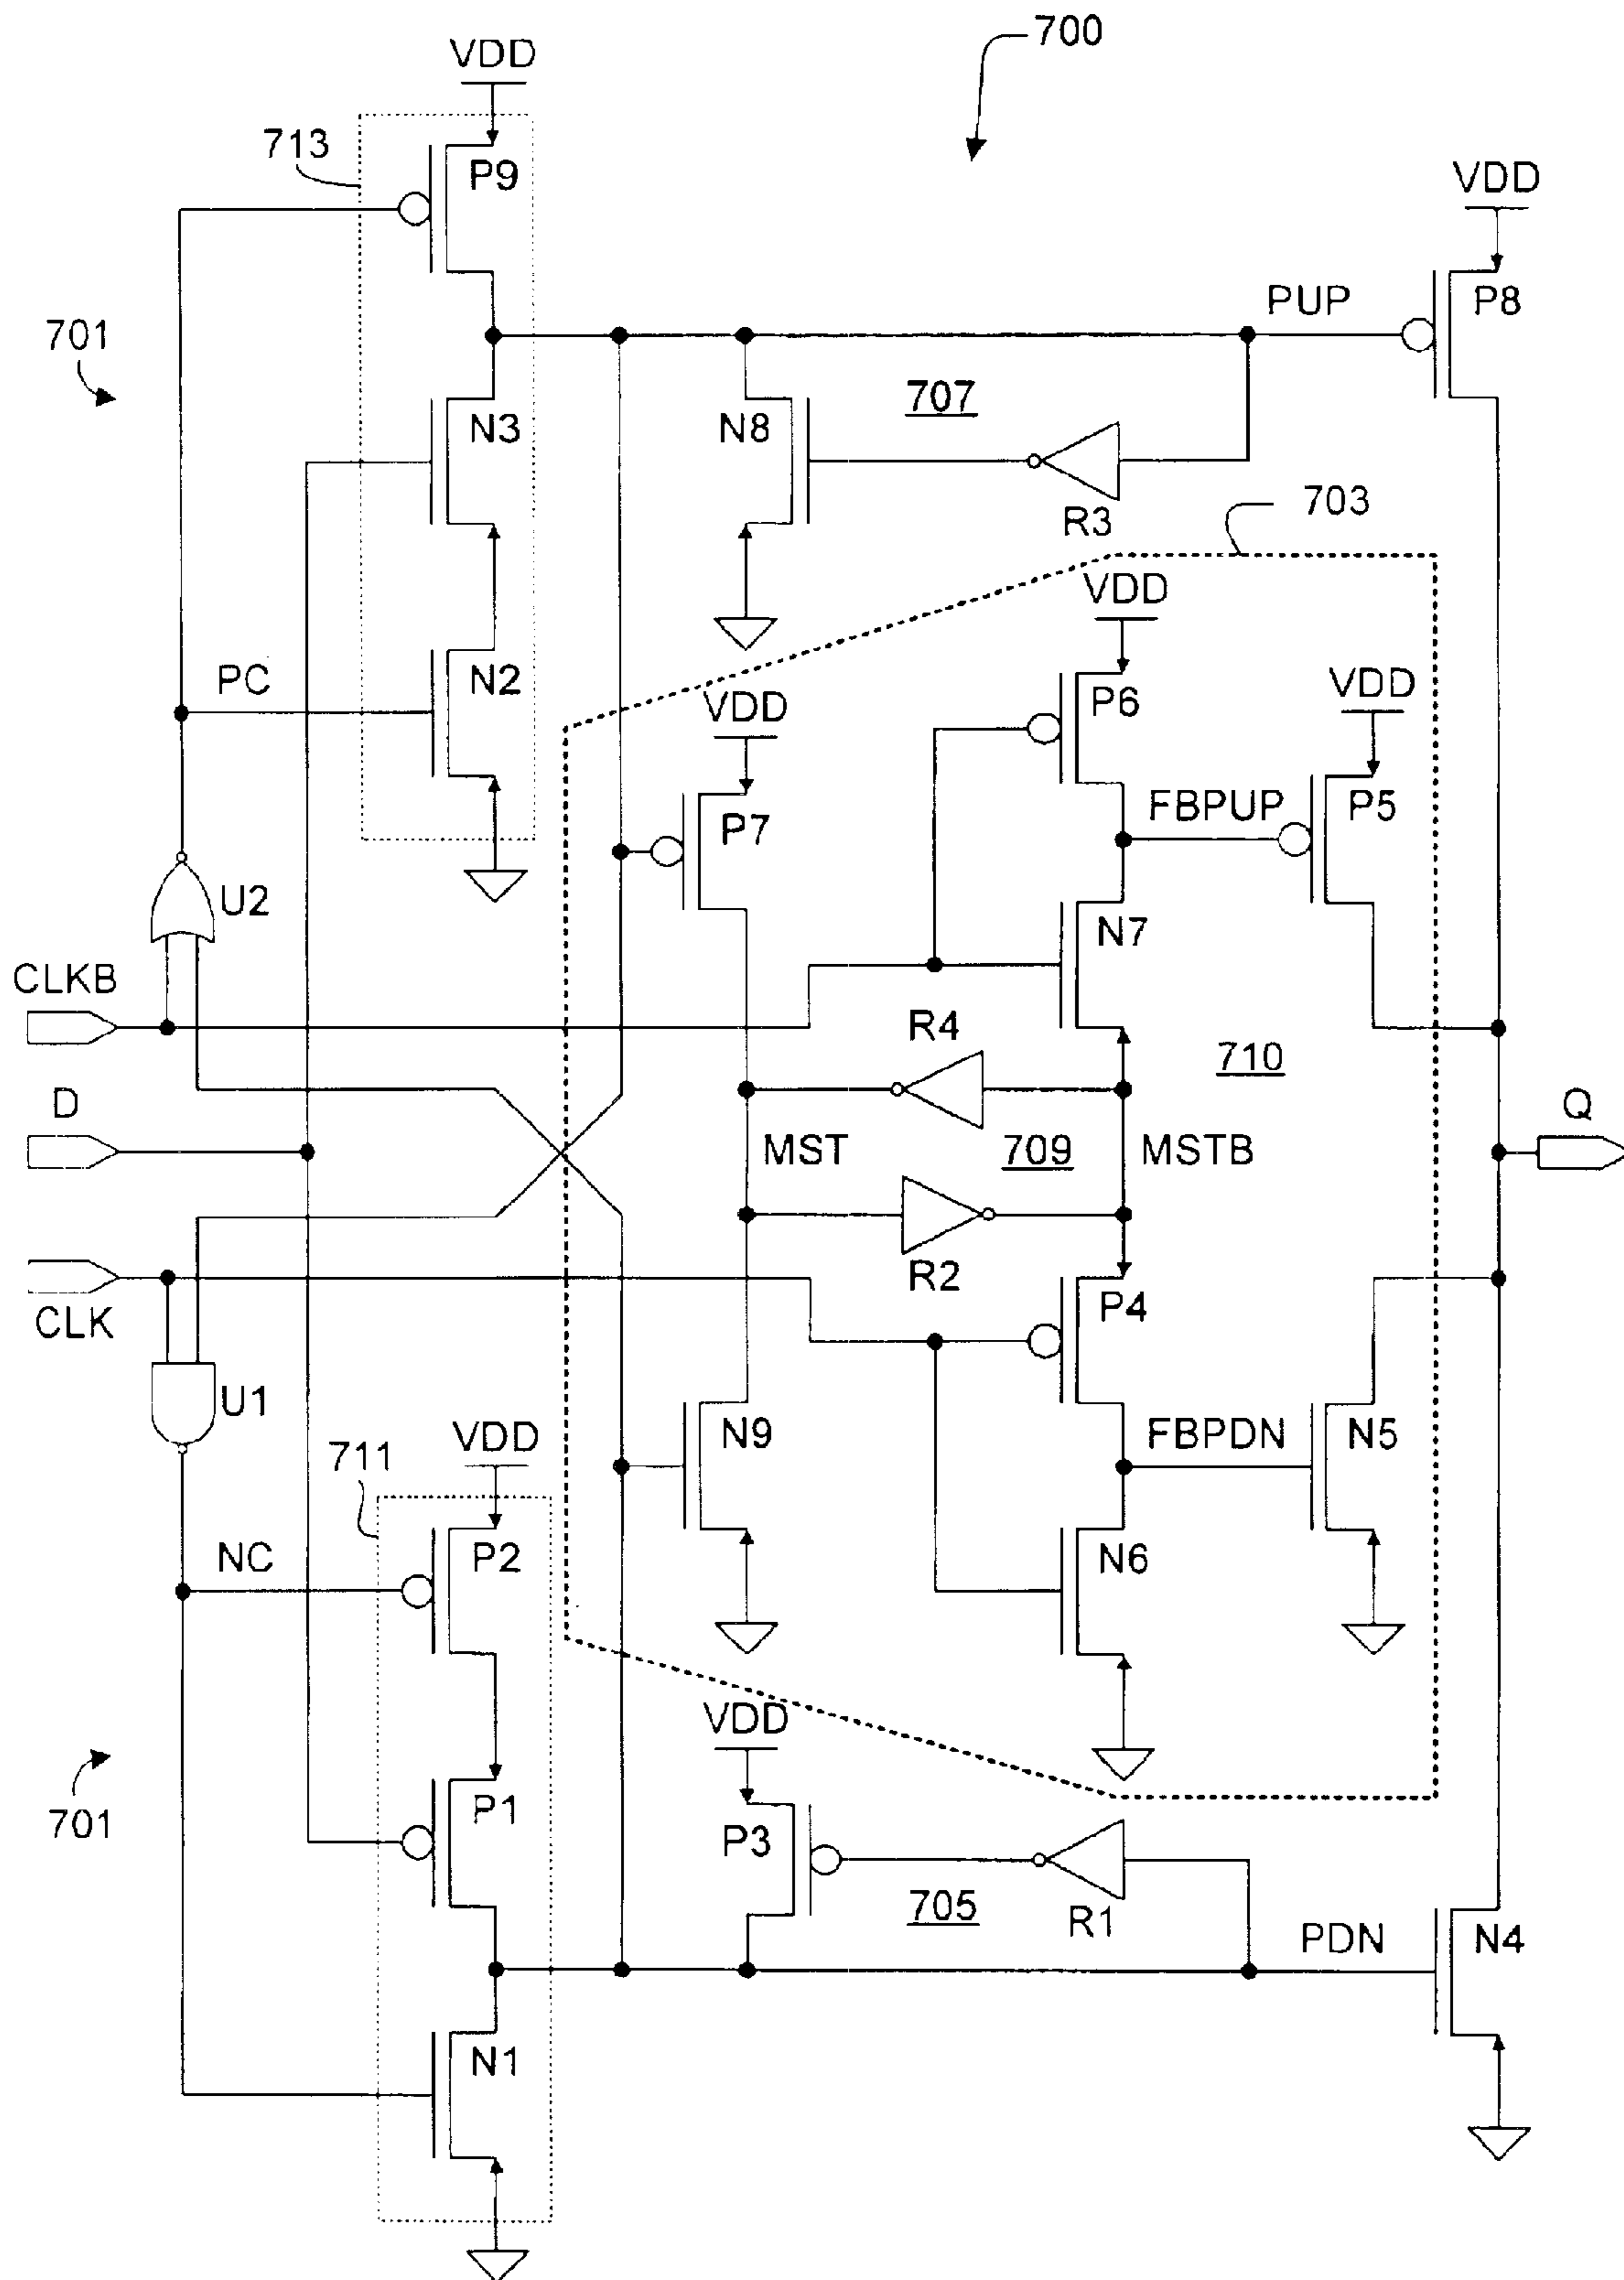 700
VDD
713
P9
VDD
P8
PUP
701
707
N3
N8
R3
703
VDD
PC
N2
P6
VDD
VDD
P7
FBPUP
P5
U2
N7
CLKB
R4
710
D
Q
MST
709
MSTB
R2
CLK
P4
U1
N9
FBPDN
N5
711
VDD
NC
P2
N6
VDD
P1
P3
701
705
R1
PDN
N4
N1